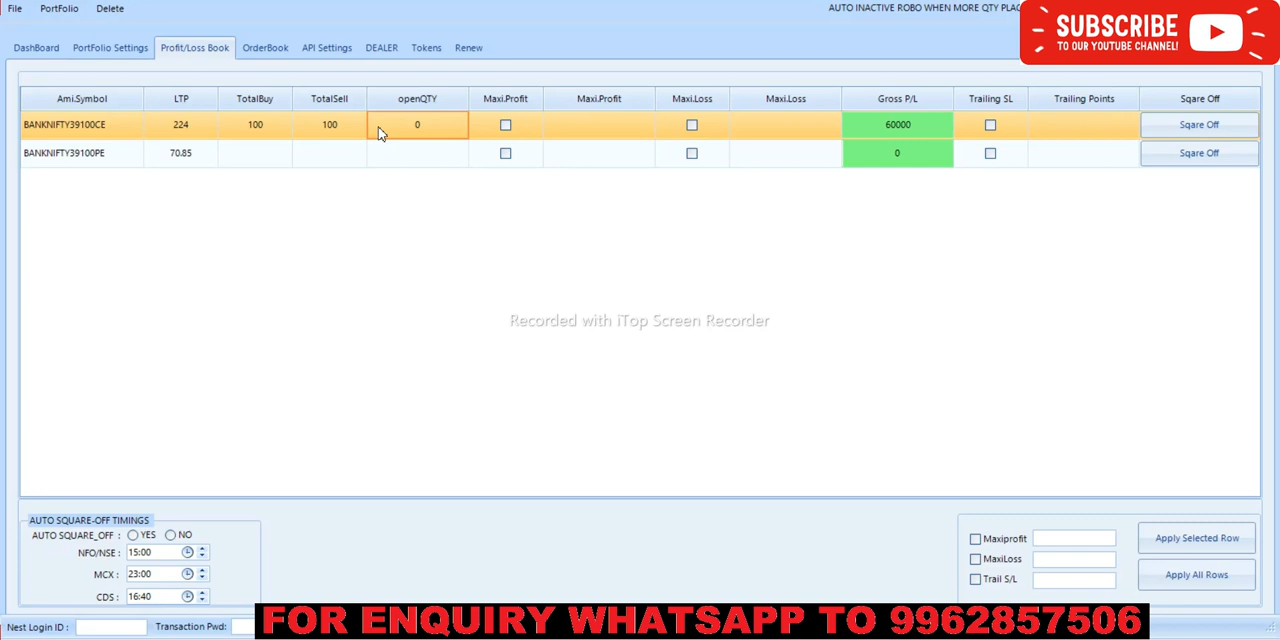 File PortFolio Delete AUTO INACTIVE ROBO WHEN MORE QTY
SUBSCRIBE
TO OUR YOUTUBE CHANNEL!
DashBoard PortFolio Settings Profit/Loss Book OrderBook API Settings DEALER Tokens Renew
Ami.Symbol LTP TotalBuy TotalSell openQTY Maxi.Profit Maxi.Profit Maxi.Loss Maxi.Loss Gross P/L Trailing SL Trailing Points Sqare Off
BANKNIFTY39100CE 224 100 100 0 60000 Sqare Off
BANKNIFTY39100PE 70.85 0 Sqare Off
Recorded with iTop Screen Recorder
AUTO SQUARE-OFF TIMINGS
AUTO SQUARE_OFF : YES NO
NFO/NSE : 15:00
MCX : 23:00
CDS : 16:40
Maxiprofit
MaxiLoss
Trail S/L
Apply Selected Row
Apply All Rows
Nest Login ID : Transaction Pwd:
FOR ENQUIRY WHATSAPP TO 9962857506